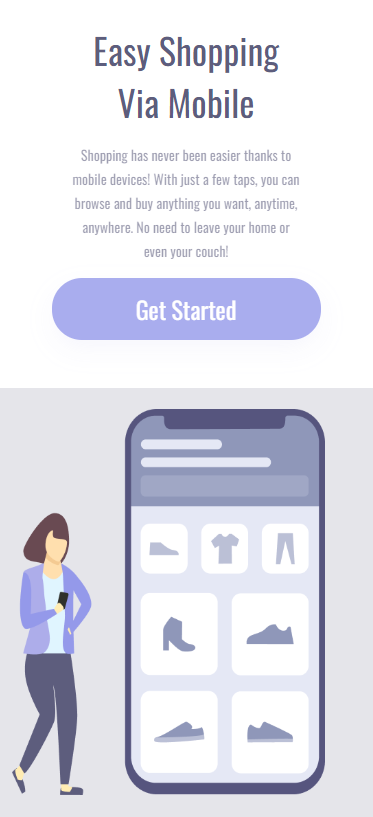 Easy Shopping
Via Mobile
Shopping has never been easier thanks to
mobile devices! With just a few taps, you can
browse and buy anything you want, anytime,
anywhere. No need to leave your home or
even your couch!
Get Started